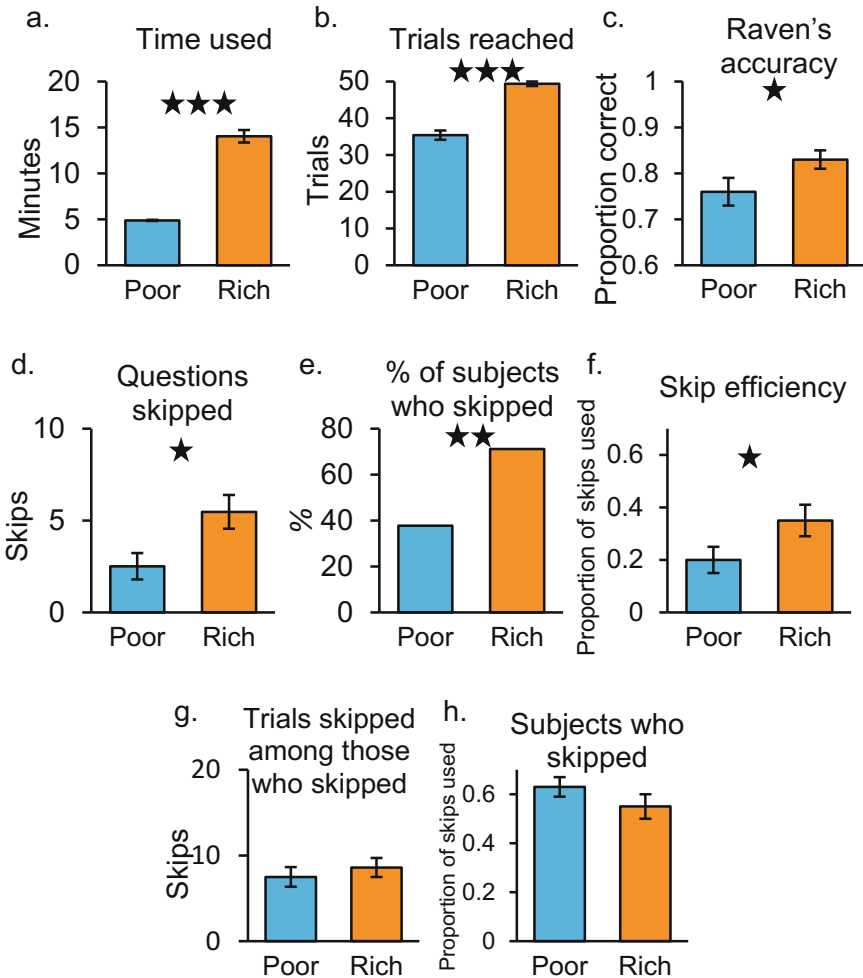 a.
Time used
★★★
20
15
10
5
0
Minutes
Poor Rich
b.
Trials reached
★★★
50
40
30
20
10
0
Trials
Poor Rich
c.
Raven's
accuracy
★
1
0.9
0.8
0.7
0.6
Proportion correct
Poor Rich
d.
Questions
skipped
★
10
5
0
Skips
Poor Rich
e.
% of subjects
who skipped
★★
80
60
40
20
0
%
Poor Rich
f.
Skip efficiency
★
0.6
0.4
0.2
0
Proportion of skips used
Poor Rich
g.
Trials skipped
among those
who skipped
20
10
0
Skips
Poor Rich
h.
Subjects who
skipped
0.6
0.4
0.2
0
Proportion of skips used
Poor Rich